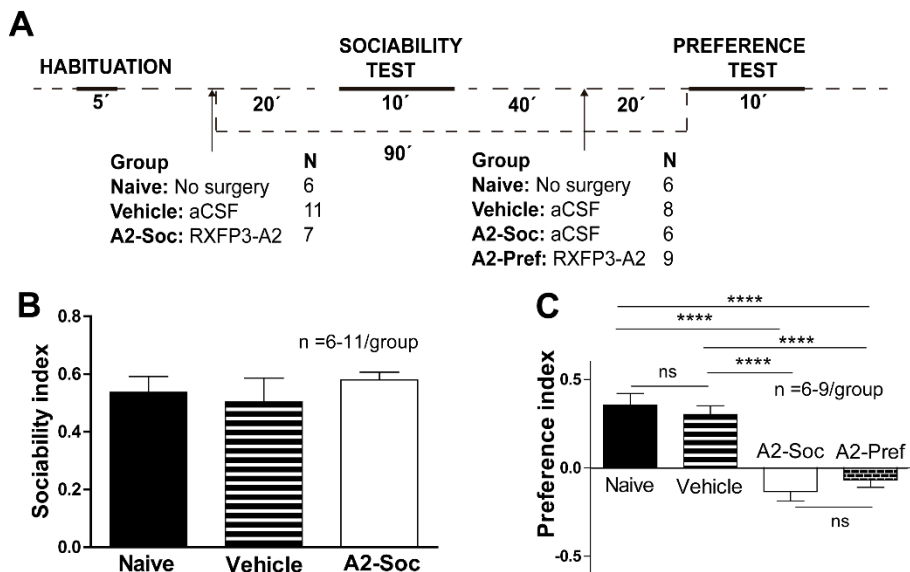 A
HABITUATION
SOCIABILITY
TEST
PREFERENCE
TEST
5´ 20´ 10´ 40´ 20´ 10´
90´
Group N
Naive: No surgery 6
Vehicle: aCSF 11
A2-Soc: RXFP3-A2 7
Group N
Naive: No surgery 6
Vehicle: aCSF 8
A2-Soc: aCSF 6
A2-Pref: RXFP3-A2 9
B
Sociability index
0.8
0.6
0.4
0.2
0.0
n =6-11/group
Naive Vehicle A2-Soc
C
Preference index
0.5
0.0
-0.5
****
****
****
****
ns
n =6-9/group
A2-Soc A2-Pref
Naive Vehicle
ns